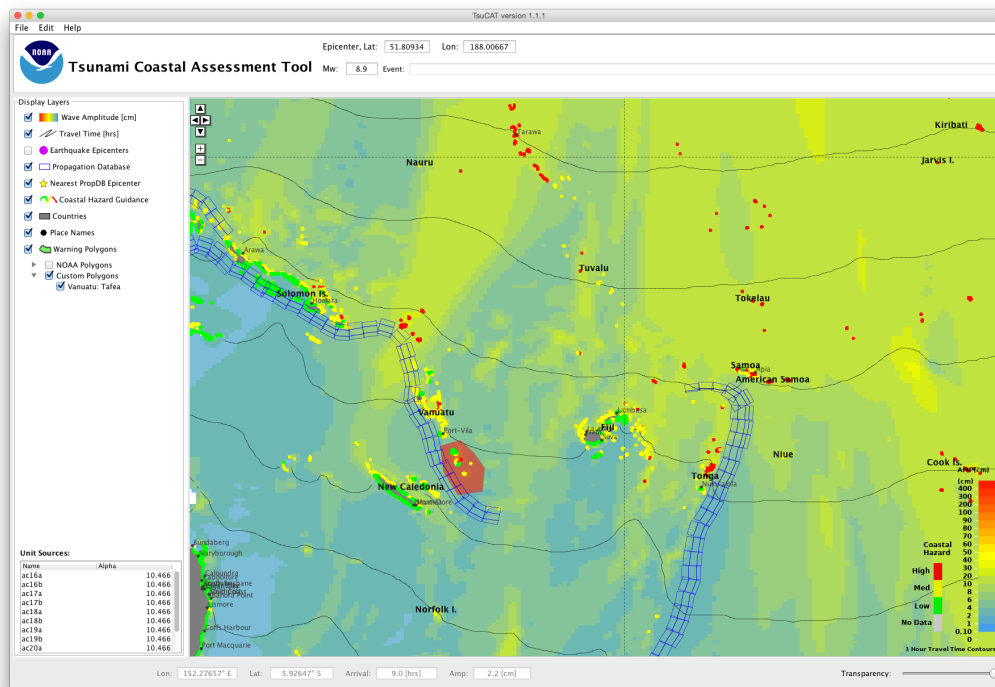 TsuCAT version 1.1.1
File Edit Help
NOAA
Tsunami Coastal Assessment Tool
Epicenter, Lat: 51.80934 Lon: 188.00667
Mw: 8.9 Event:
Display Layers
Wave Amplitude [cm]
Travel Time [hrs]
Earthquake Epicenters
Propagation Database
Nearest PropDB Epicenter
Coastal Hazard Guidance
Countries
Place Names
Warning Polygons
NOAA Polygons
Custom Polygons
Vanuatu: Tafea
Tarawa
Kiribati
Nauru
Jarvis I.
Arawa
Tuvalu
Solomon Is.
Honiara
Tokelau
Samoa
American Samoa
Vanuatu
Port-Vila
Fiji
Suva
Niue
Tonga
Cook Is.
New Caledonia
Norfolk I.
Bundaberg
Maryborough
Caloundra
Lismore
Coffs Harbour
Port Macquarie
(cm)
400
300
200
100
90
80
70
60
50
40
30
20
10
8
6
4
2
1
0.10
0
Coastal
Hazard
High
Med
Low
No Data
1 Hour Travel Time Contours
Unit Sources:
Name Alpha
ac16a 10.466
ac16b 10.466
ac17a 10.466
ac17b 10.466
ac18a 10.466
ac18b 10.466
ac19a 10.466
ac19b 10.466
ac20a 10.466
Lon: 152.27657° E Lat: 5.92647° S Arrival: 9.0 [hrs] Amp: 2.2 [cm] Transparency: